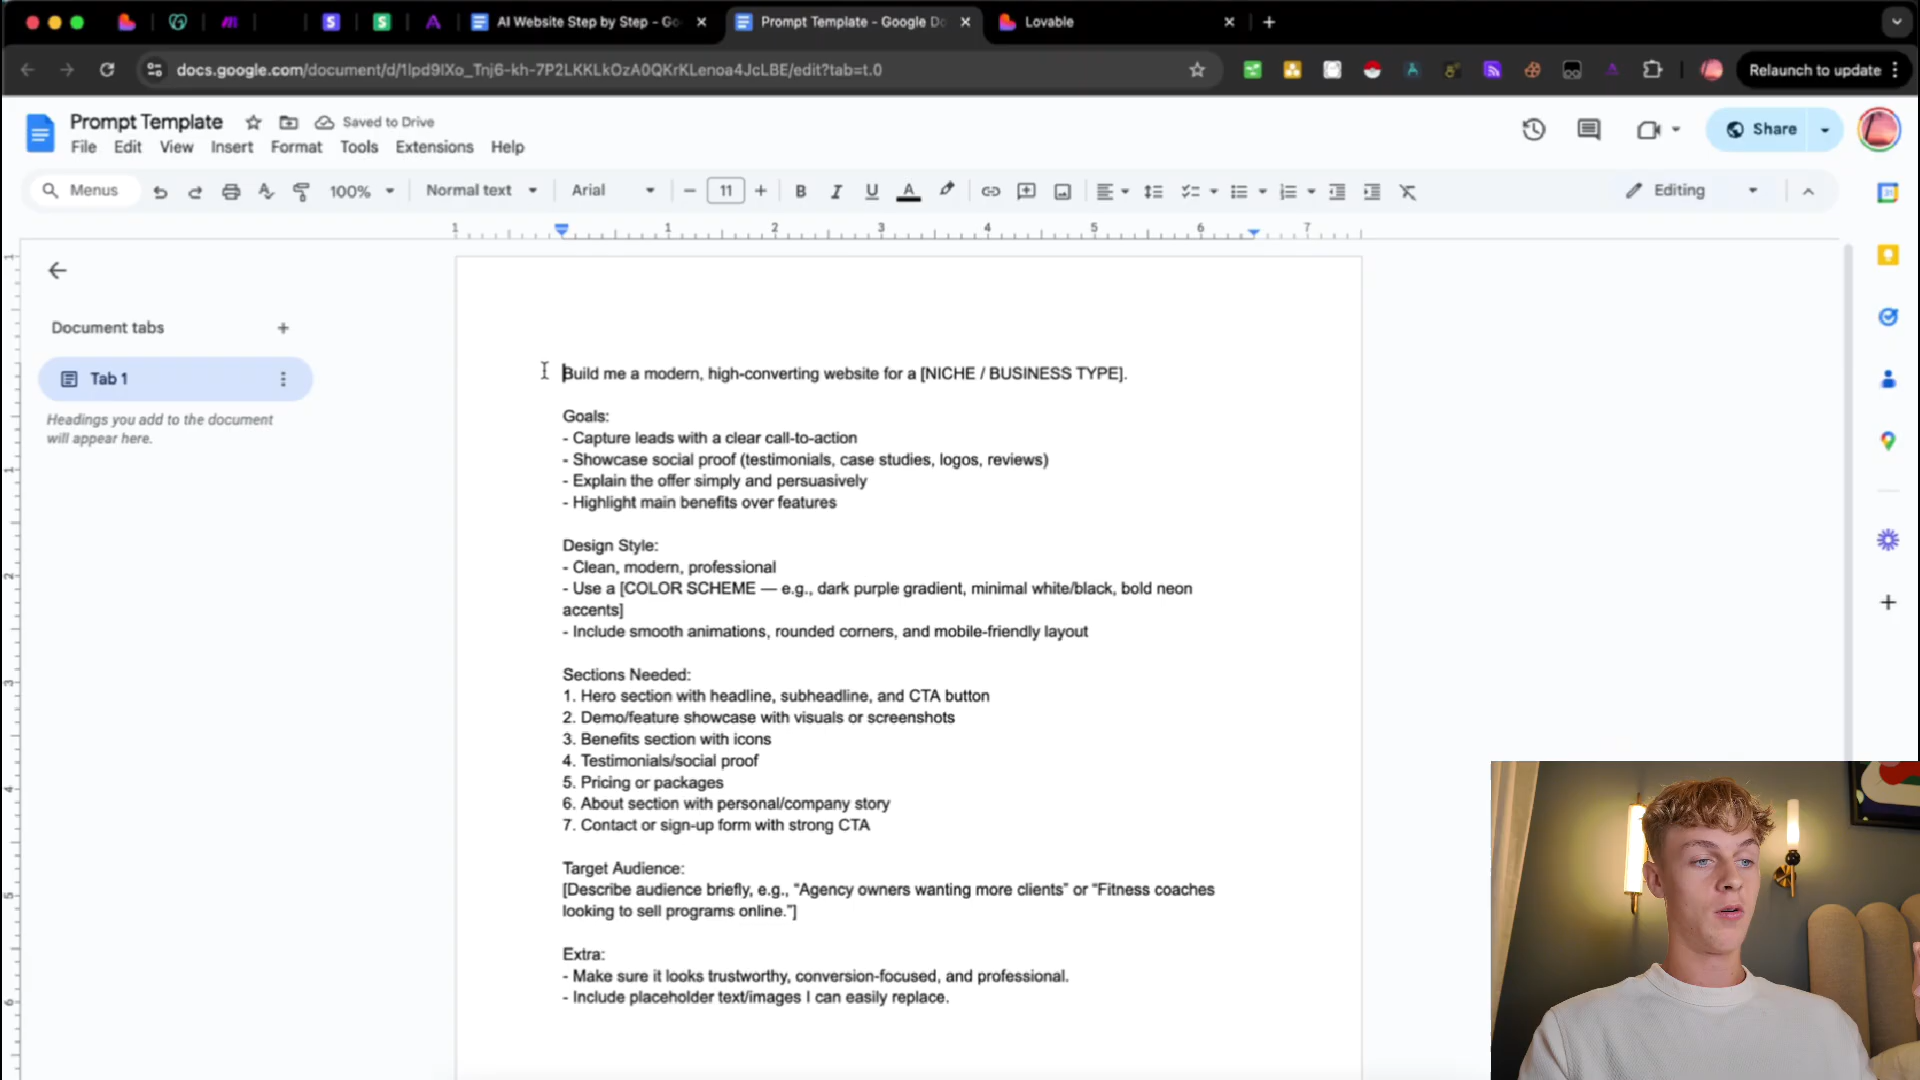 AI Website Step by Step - Go
Prompt Template - Google Do
Lovable
docs.google.com/document/d/1lpd9lXo_Tnj6-kh-7P2LKKLkOzA0QKrKLenoa4JcLBE/edit?tab=t.0
Relaunch to update
Prompt Template
Saved to Drive
File Edit View Insert Format Tools Extensions Help
Share
Menus
100%
Normal text
Arial
11
Editing
1 1 2 3 4 5 6 7
Document tabs
Tab 1
Headings you add to the document
will appear here.
Build me a modern, high-converting website for a [NICHE / BUSINESS TYPE].
Goals:
- Capture leads with a clear call-to-action
- Showcase social proof (testimonials, case studies, logos, reviews)
- Explain the offer simply and persuasively
- Highlight main benefits over features
Design Style:
- Clean, modern, professional
- Use a [COLOR SCHEME — e.g., dark purple gradient, minimal white/black, bold neon
accents]
- Include smooth animations, rounded corners, and mobile-friendly layout
Sections Needed:
1. Hero section with headline, subheadline, and CTA button
2. Demo/feature showcase with visuals or screenshots
3. Benefits section with icons
4. Testimonials/social proof
5. Pricing or packages
6. About section with personal/company story
7. Contact or sign-up form with strong CTA
Target Audience:
[Describe audience briefly, e.g., “Agency owners wanting more clients” or “Fitness coaches
looking to sell programs online.”]
Extra:
- Make sure it looks trustworthy, conversion-focused, and professional.
- Include placeholder text/images I can easily replace.